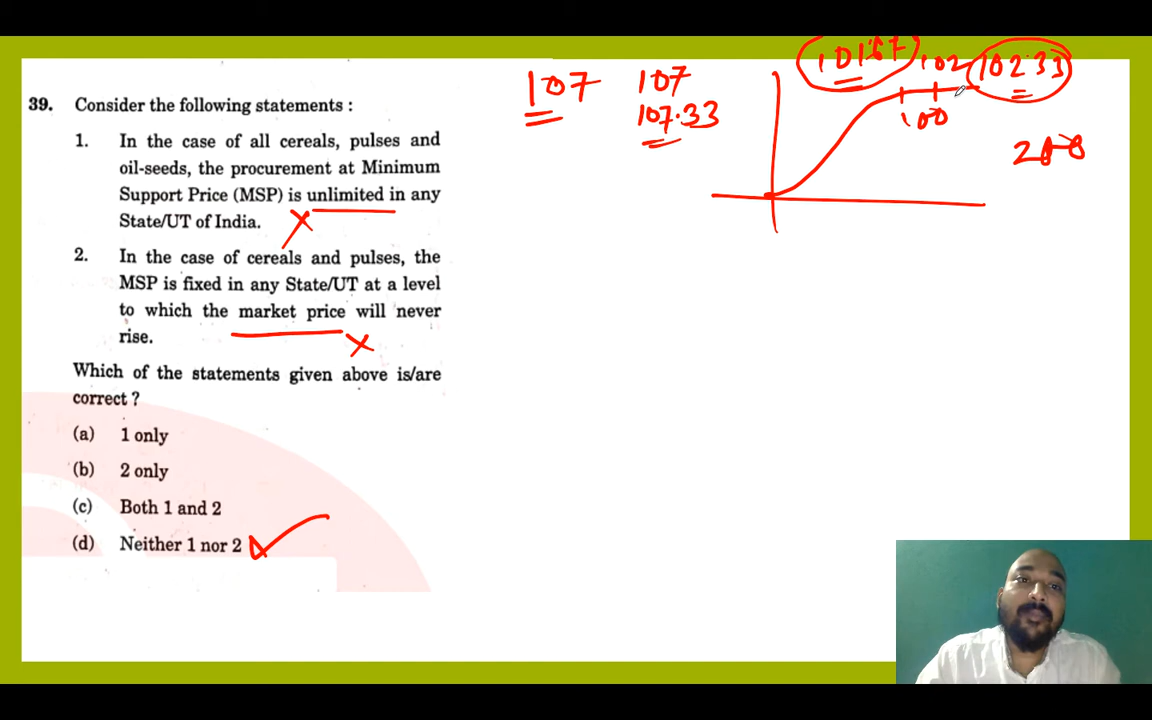 39. Consider the following statements :
1. In the case of all cereals, pulses and
oil-seeds, the procurement at Minimum
Support Price (MSP) is unlimited in any
State/UT of India.
2. In the case of cereals and pulses, the
MSP is fixed in any State/UT at a level
to which the market price will never
rise.
Which of the statements given above is/are
correct ?
(a) 1 only
(b) 2 only
(c) Both 1 and 2
(d) Neither 1 nor 2
107
107
107.33
101.67 102 102.33
100